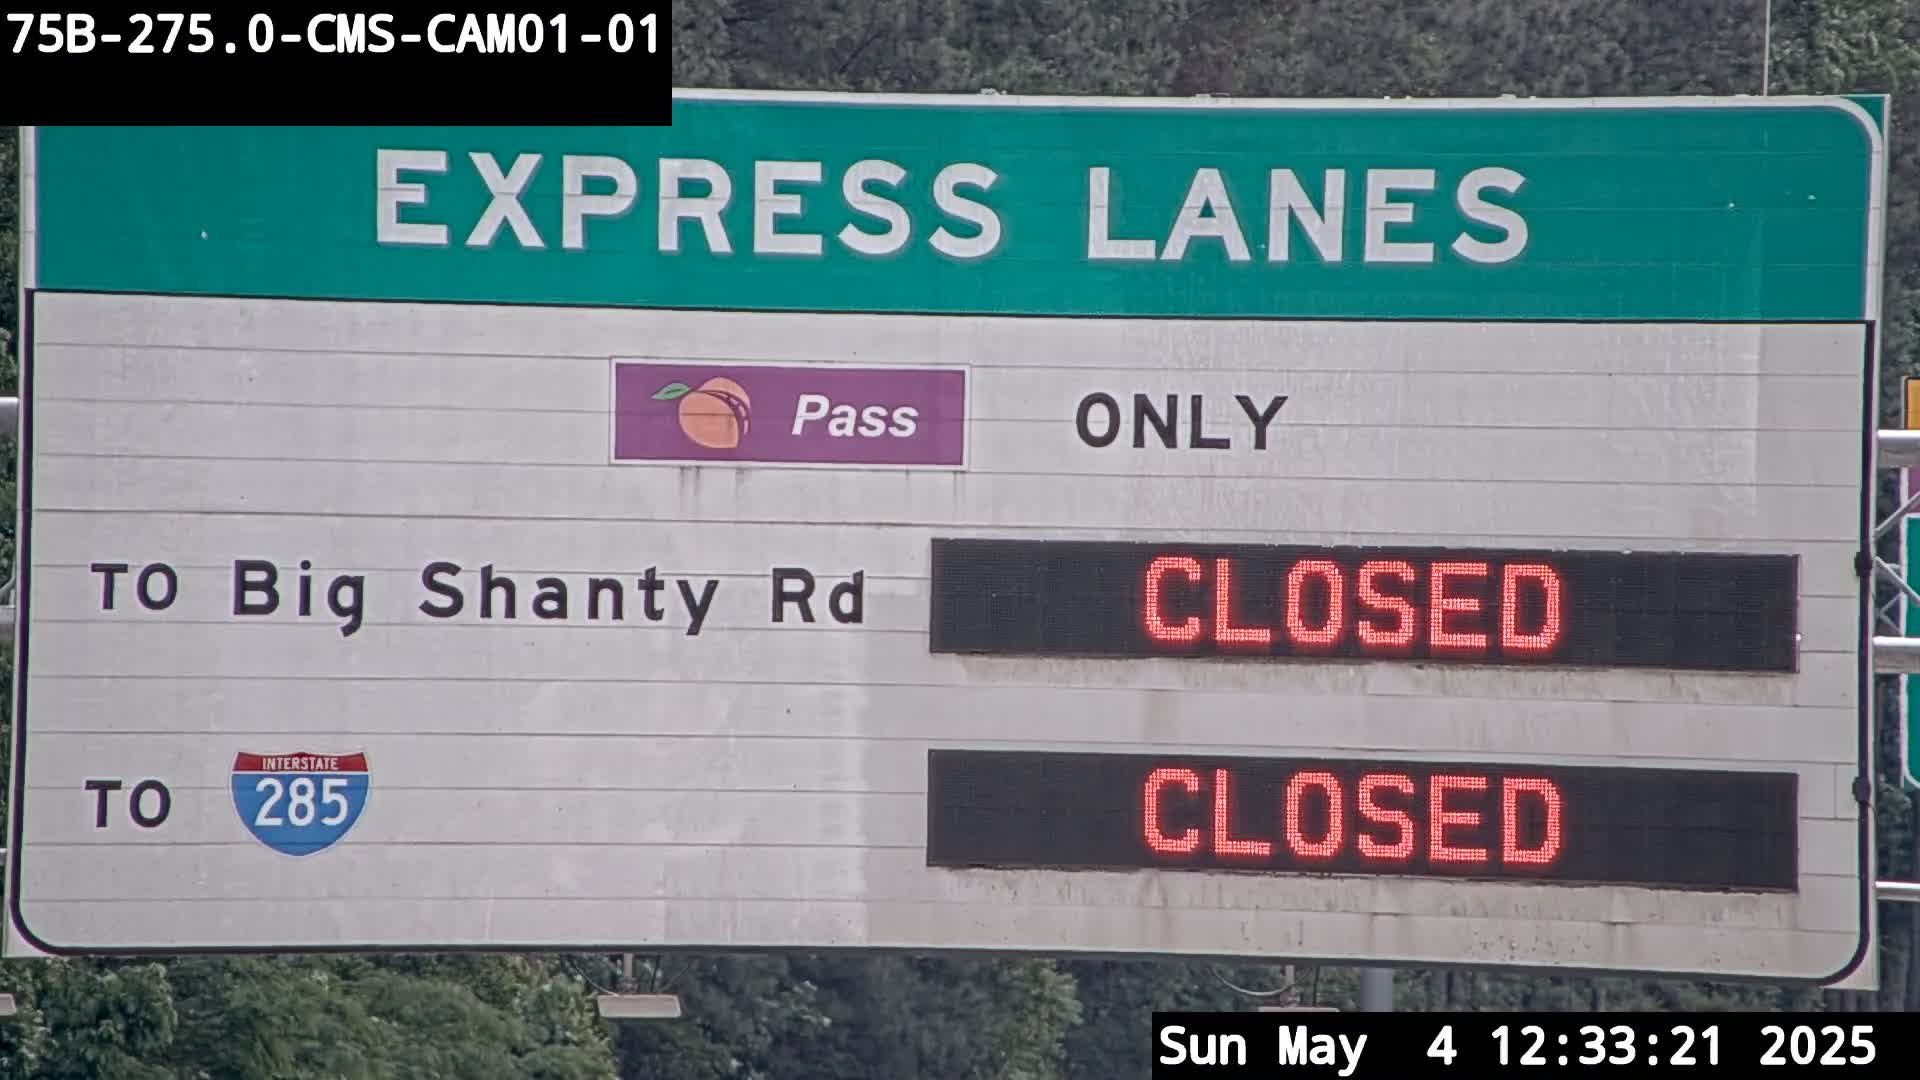 75B-275.0-CMS-CAM01-01
EXPRESS LANES
Pass ONLY
TO Big Shanty Rd CLOSED
TO INTERSTATE 285 CLOSED
Sun May 4 12:33:21 2025